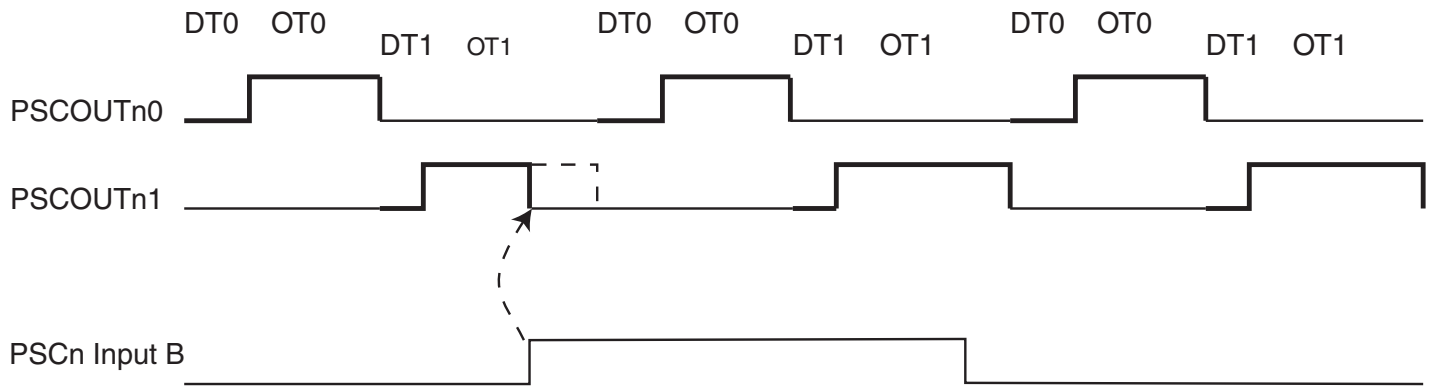 DT0 OT0 DT0 OT0 DT0 OT0
DT1 OT1 DT1 OT1 DT1 OT1
PSCOUTn0
PSCOUTn1
PSCn Input B